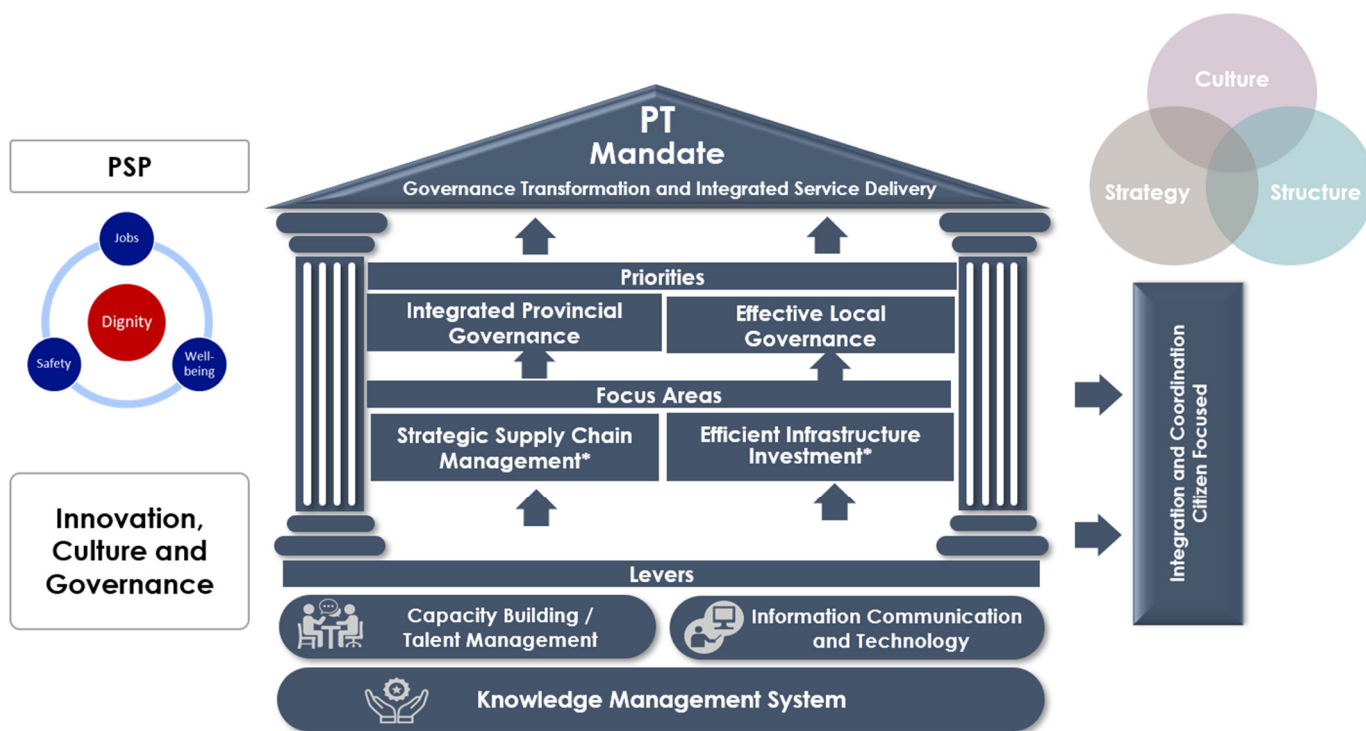 PSP
Jobs
Dignity
Safety
Well-
being
Innovation,
Culture and
Governance
PT
Mandate
Governance Transformation and Integrated Service Delivery
Priorities
Integrated Provincial
Governance
Effective Local
Governance
Focus Areas
Strategic Supply Chain
Management*
Efficient Infrastructure
Investment*
Levers
Capacity Building /
Talent Management
Information Communication
and Technology
Knowledge Management System
Culture
Strategy
Structure
Integration and Coordination
Citizen Focused